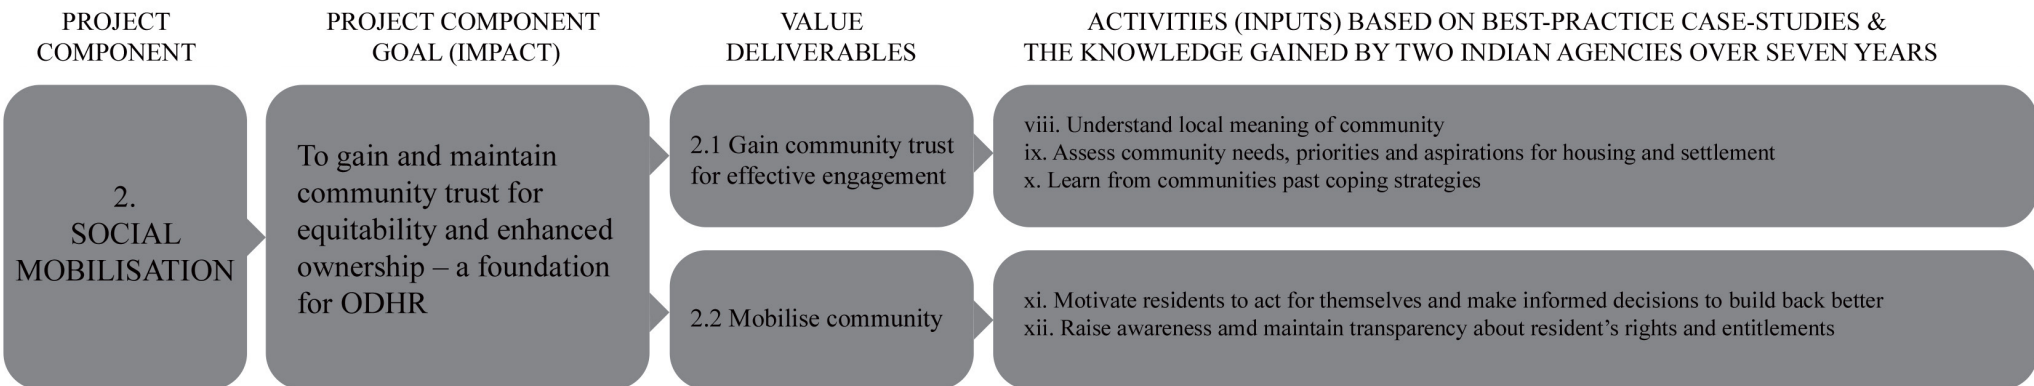 PROJECT
COMPONENT
PROJECT COMPONENT
GOAL (IMPACT)
VALUE
DELIVERABLES
ACTIVITIES (INPUTS) BASED ON BEST-PRACTICE CASE-STUDIES &
THE KNOWLEDGE GAINED BY TWO INDIAN AGENCIES OVER SEVEN YEARS
2.
SOCIAL
MOBILISATION
To gain and maintain
community trust for
equitability and enhanced
ownership – a foundation
for ODHR
2.1 Gain community trust
for effective engagement
viii. Understand local meaning of community
ix. Assess community needs, priorities and aspirations for housing and settlement
x. Learn from communities past coping strategies
2.2 Mobilise community
xi. Motivate residents to act for themselves and make informed decisions to build back better
xii. Raise awareness amd maintain transparency about resident’s rights and entitlements